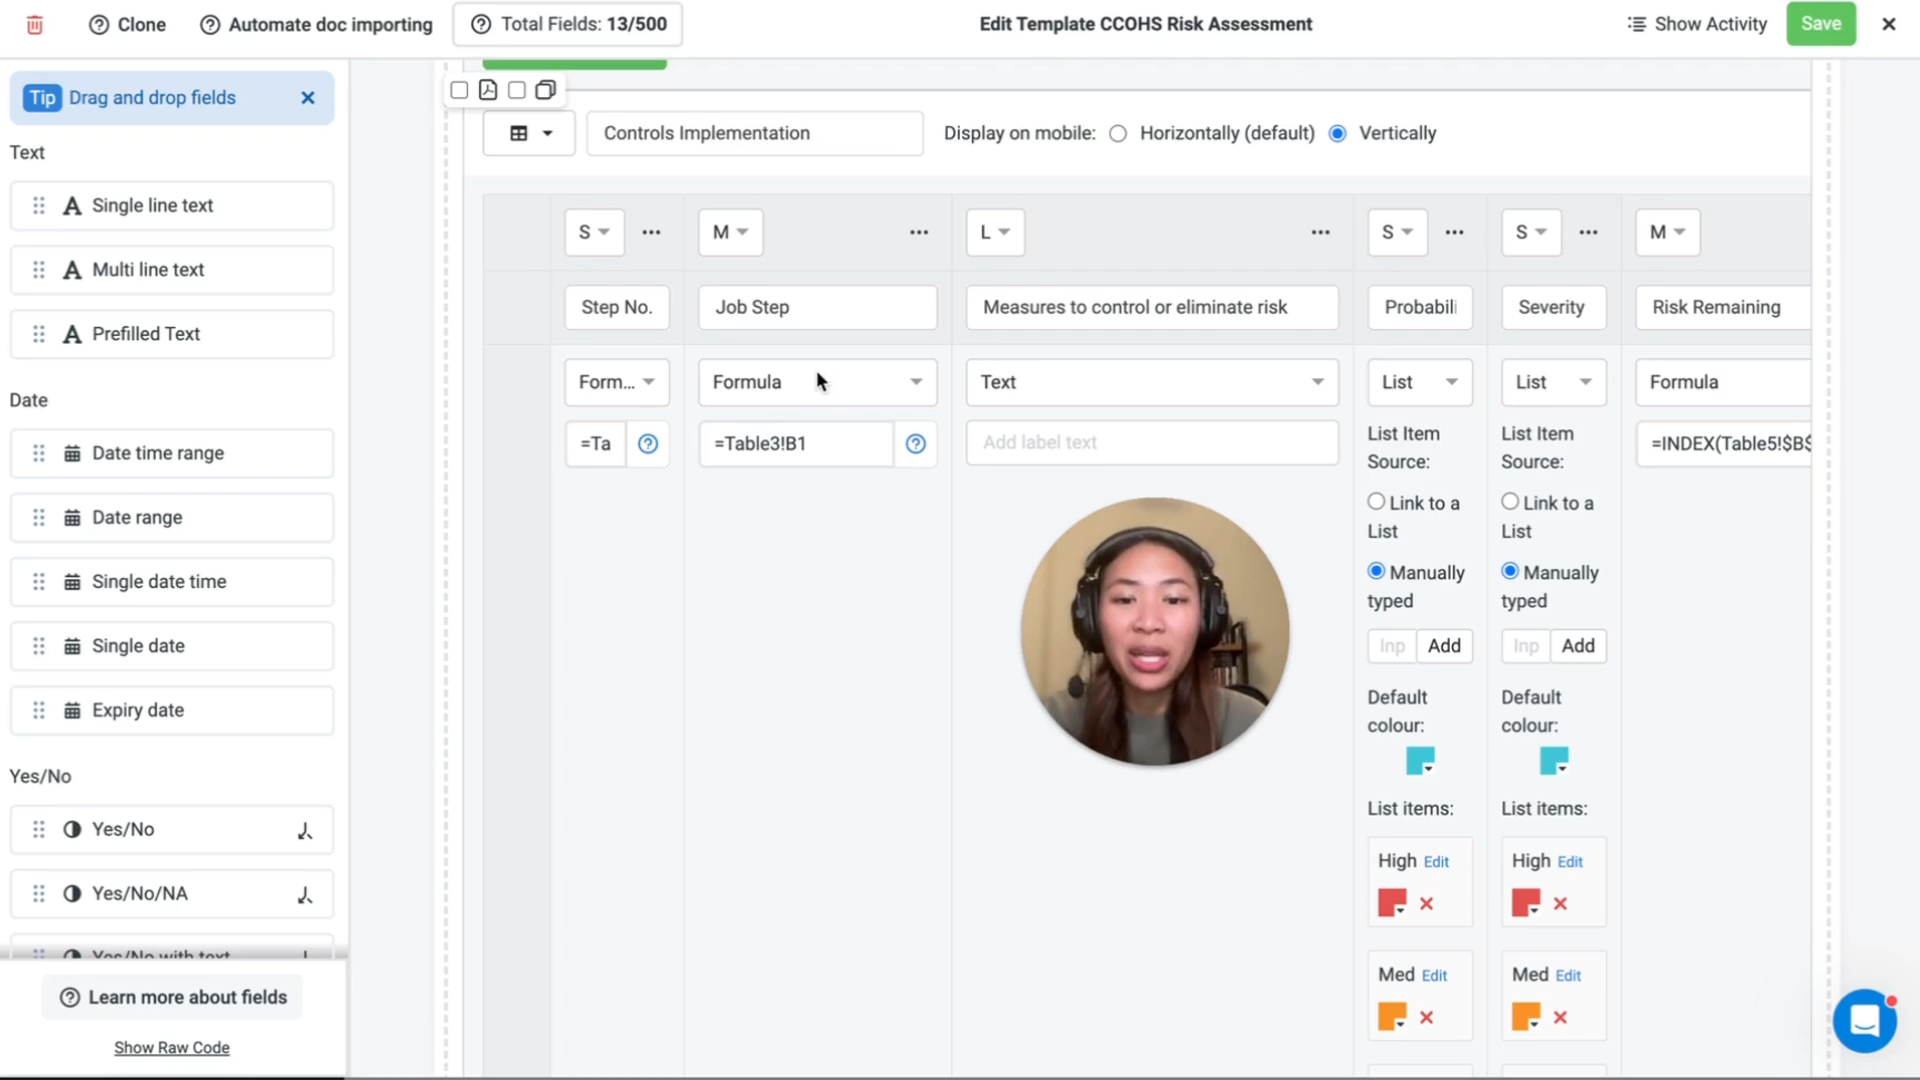 Clone
Automate doc importing
Total Fields: 13/500
Edit Template CCOHS Risk Assessment
Show Activity
Save
Tip Drag and drop fields
Text
Single line text
Multi line text
Prefilled Text
Date
Date time range
Date range
Single date time
Single date
Expiry date
Yes/No
Yes/No
Yes/No/NA
Yes/No with text
Learn more about fields
Show Raw Code
Controls Implementation
Display on mobile: Horizontally (default) Vertically
S M L S S M
Step No. Job Step Measures to control or eliminate risk Probabili Severity Risk Remaining
Form... Formula Text List List Formula
=Ta =Table3!B1 Add label text
=INDEX(Table5!$B$
List Item
Source:
Link to a
List
Manually
typed
Inp Add
Default
colour:
List items:
High Edit
Med Edit
List Item
Source:
Link to a
List
Manually
typed
Inp Add
Default
colour:
List items:
High Edit
Med Edit